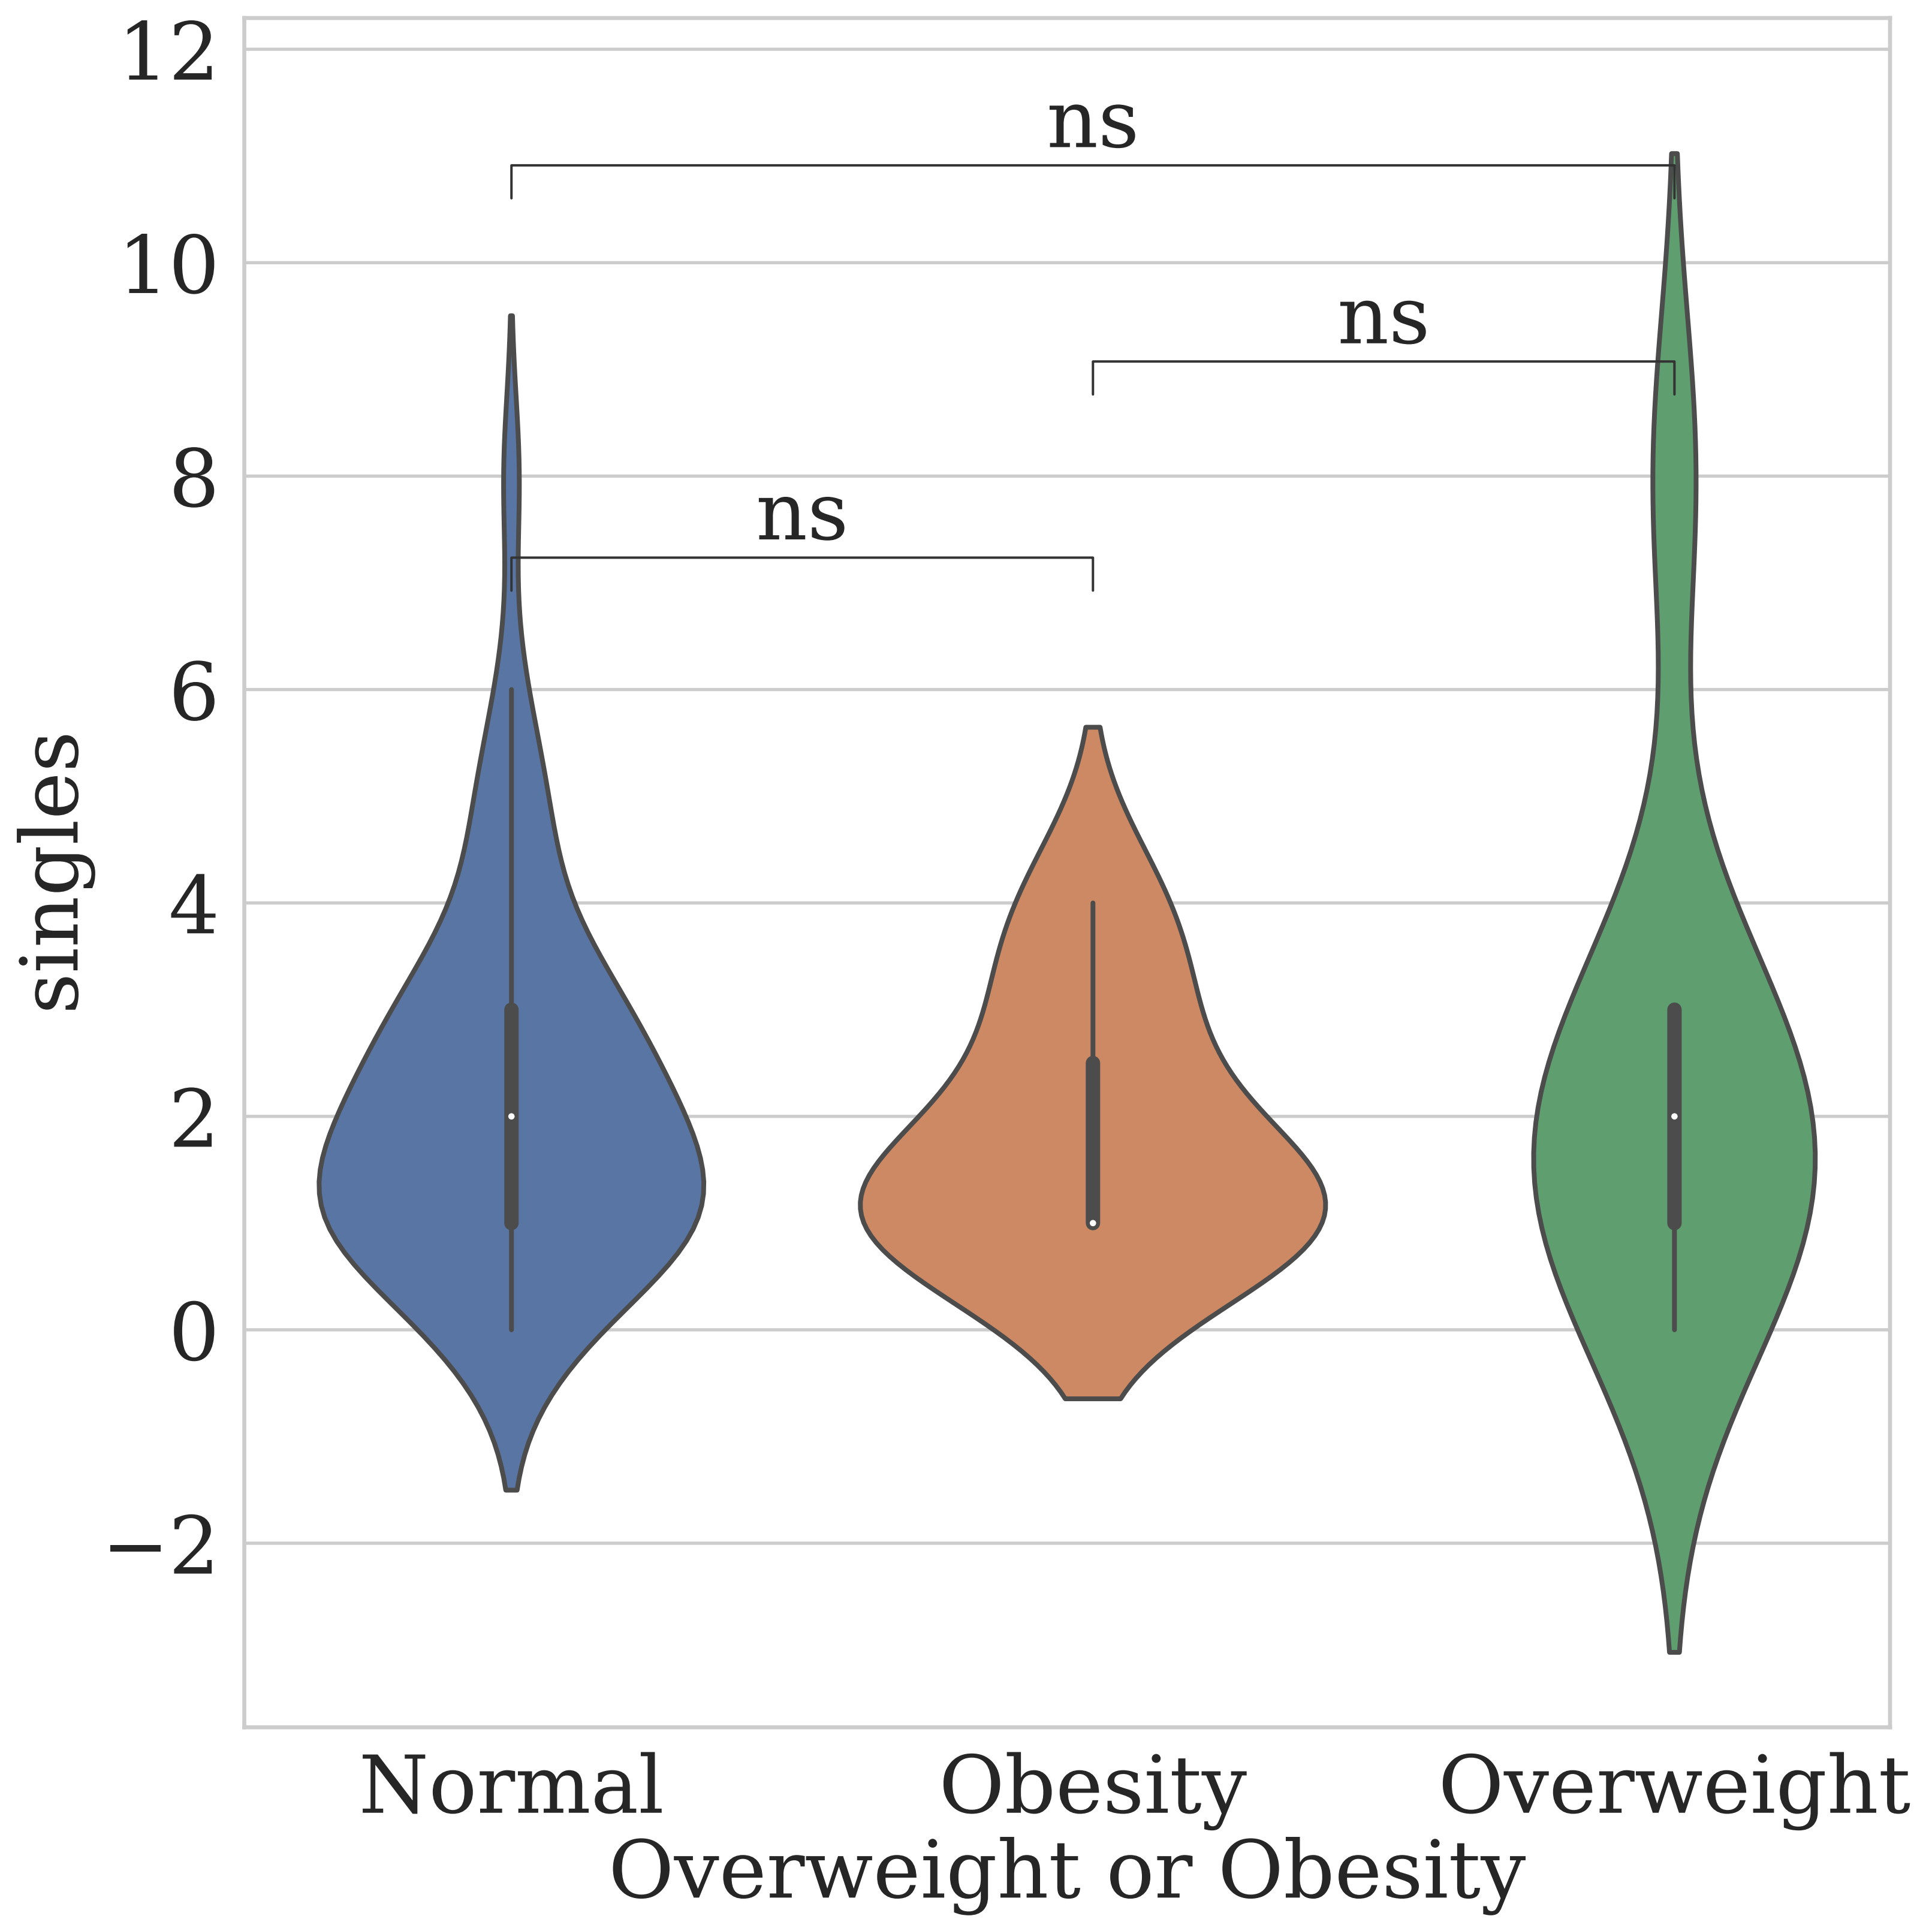 12
ns
10
ns
8
ns
6
singles
4
2
0
−2
Normal Obesity Overweight
Overweight or Obesity